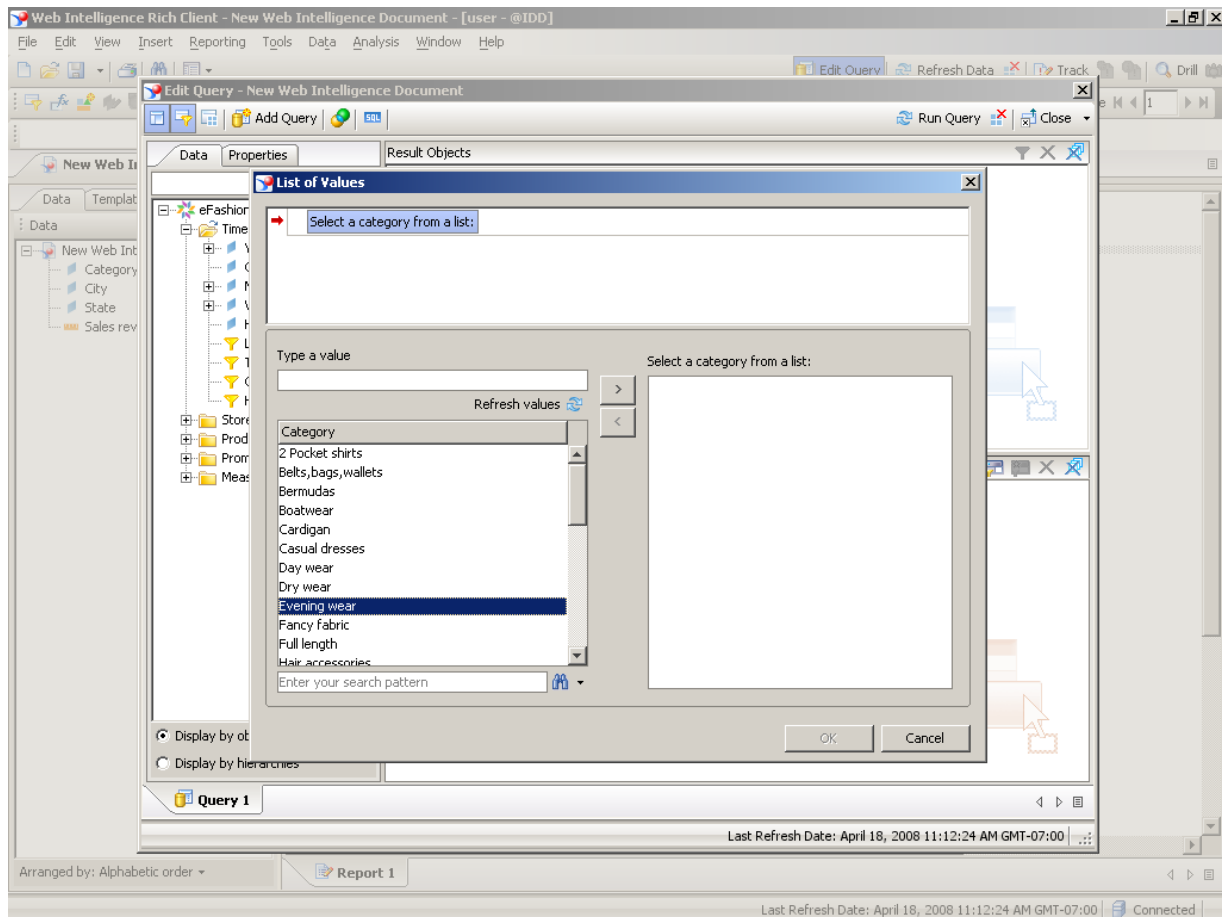 Web Intelligence Rich Client - New Web Intelligence Document - [user - @IDD]
File Edit View Insert Reporting Tools Data Analysis Window Help
Edit Query Refresh Data Track Drill
Edit Query - New Web Intelligence Document
Add Query SQL Run Query Close
1
New Web I
Data Properties Result Objects
List of Values
Data Templat
Data
New Web Int
Category
City
State
Sales rev
eFashion
Time
Store
Prod
Prom
Meas
Select a category from a list:
Type a value
Select a category from a list:
Refresh values
>
<
Category
2 Pocket shirts
Belts,bags,wallets
Bermudas
Boatwear
Cardigan
Casual dresses
Day wear
Dry wear
Evening wear
Fancy fabric
Full length
Hair accessories
Enter your search pattern
OK Cancel
Display by ob
Display by hierarchies
Query 1
Last Refresh Date: April 18, 2008 11:12:24 AM GMT-07:00
Arranged by: Alphabetic order
Report 1
Last Refresh Date: April 18, 2008 11:12:24 AM GMT-07:00 Connected